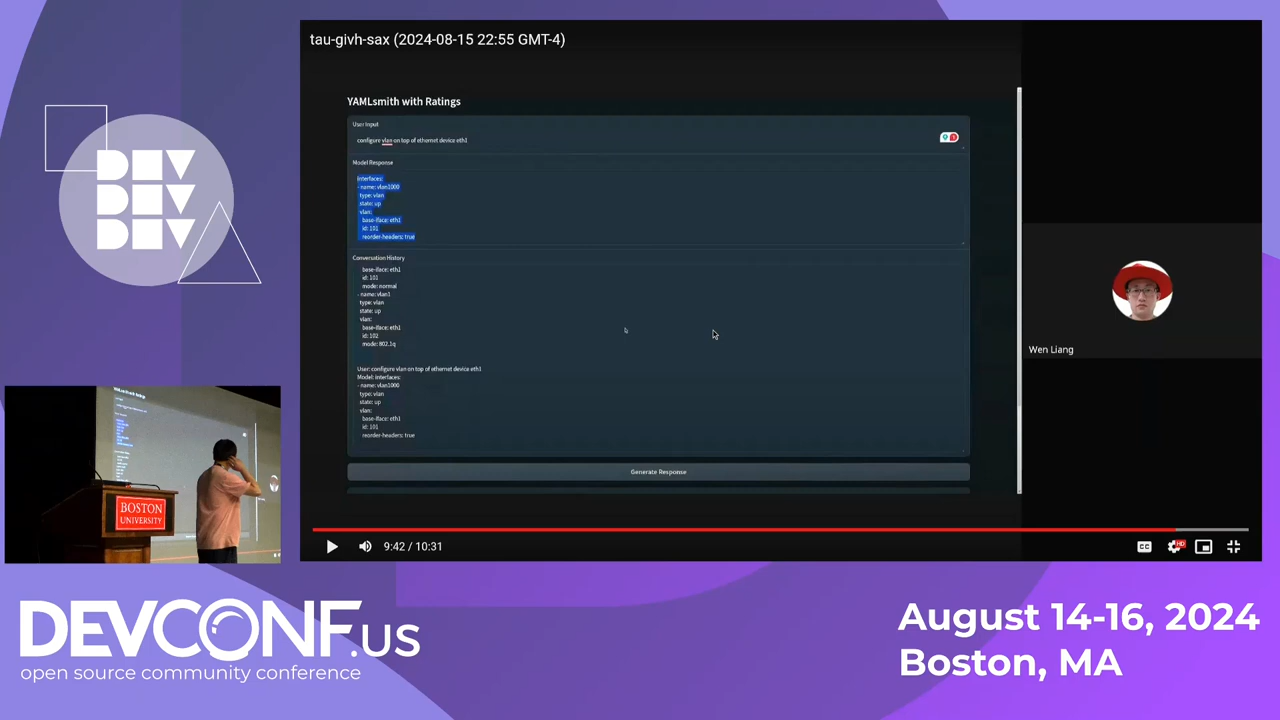 tau-givh-sax (2024-08-15 22:55 GMT-4)
YAMLsmith with Ratings
User Input
configure vlan on top of ethernet device eth1
Model Response
Interfaces:
- name: vlan1000
type: vlan
state: up
vlan:
base-iface: eth1
id: 101
reorder-headers: true
Conversation History
base-iface: eth1
id: 101
mode: normal
- name: vlan1
type: vlan
state: up
vlan:
base-iface: eth1
id: 102
mode: 802.1q
User: configure vlan on top of ethernet device eth1
Model: Interfaces:
- name: vlan1000
type: vlan
state: up
vlan:
base-iface: eth1
id: 101
reorder-headers: true
Generate Response
Wen Liang
9:42 / 10:31
CC
HD
DEV
DEV
DEV
BOSTON
UNIVERSITY
DEVCONF.US
open source community conference
August 14-16, 2024
Boston, MA